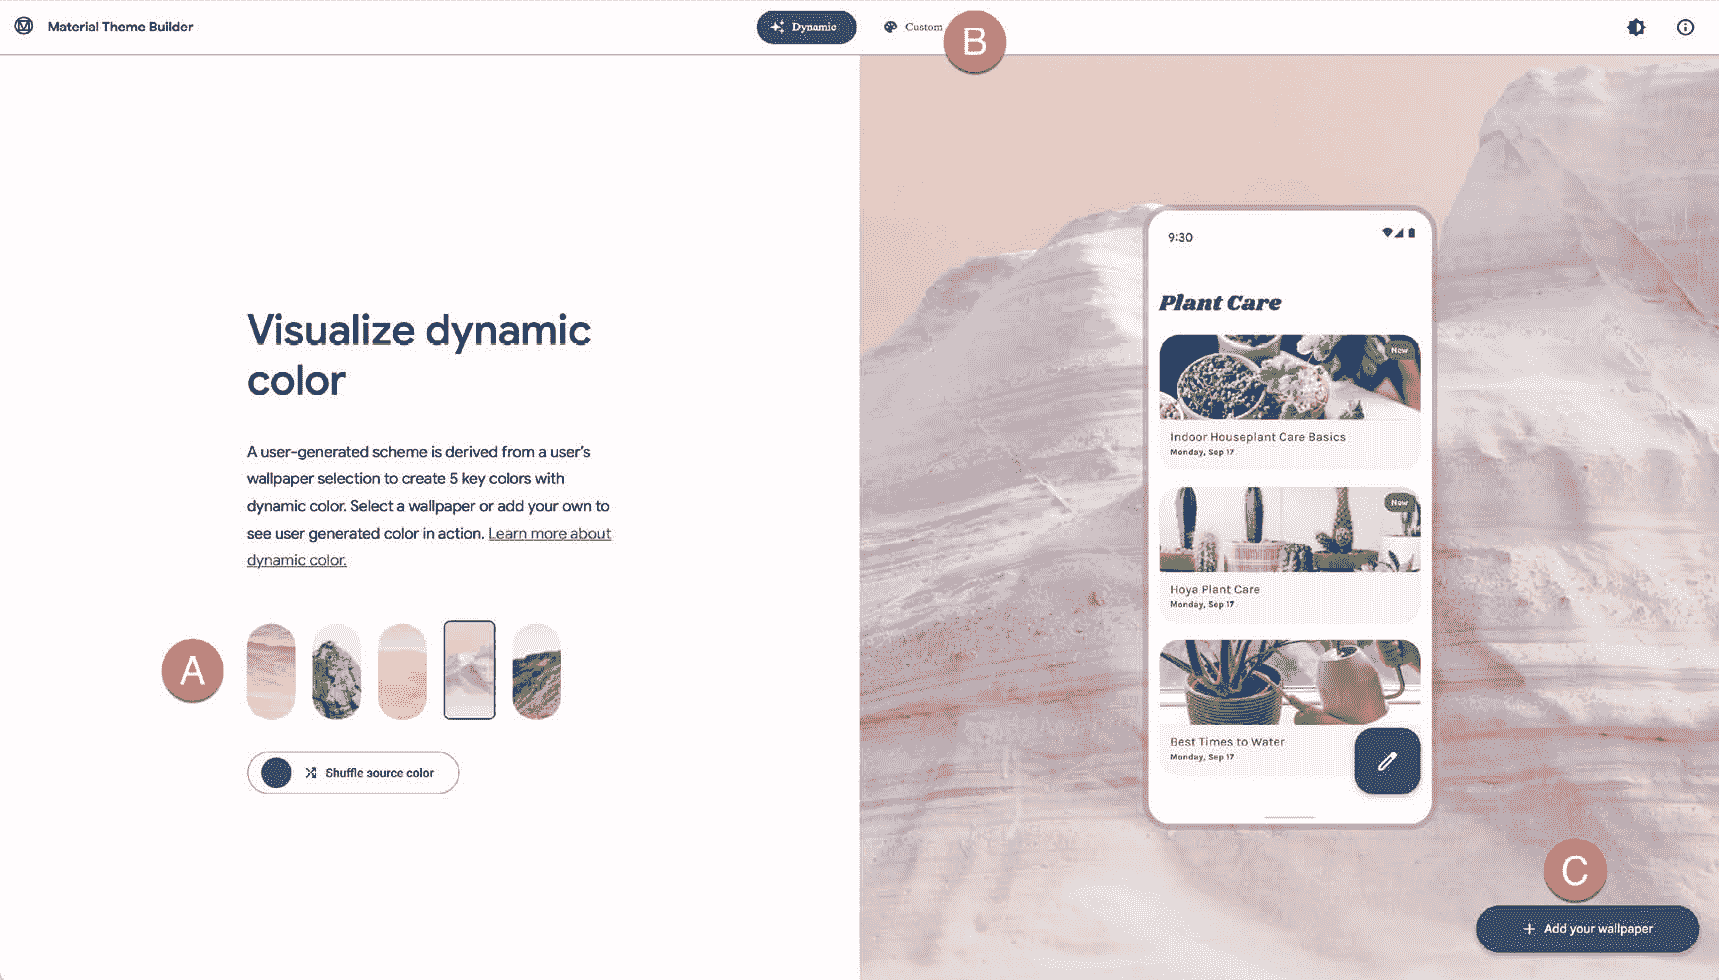 Material Theme Builder
Dynamic
Custom
B
Visualize dynamic
color
A user-generated scheme is derived from a user's
wallpaper selection to create 5 key colors with
dynamic color. Select a wallpaper or add your own to
see user generated color in action. Learn more about
dynamic color.
A
Shuffle source color
9:30
Plant Care
New
Indoor Houseplant Care Basics
Monday, Sep 17
New
Hoya Plant Care
Monday, Sep 17
Best Times to Water
Monday, Sep 17
C
+ Add your wallpaper